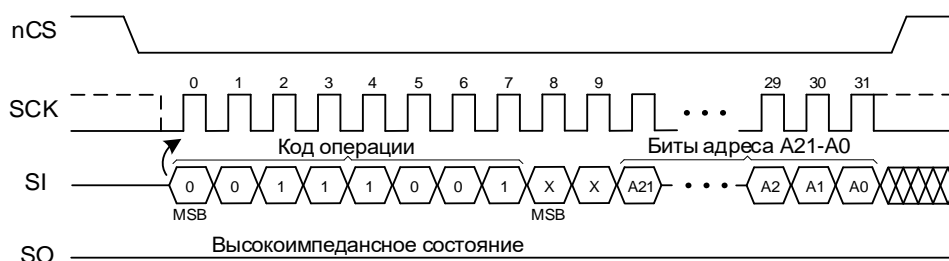 nCS
0 1 2 3 4 5 6 7 8 9 29 30 31
SCK
Код операции Биты адреса A21-A0
SI 0 0 1 1 1 0 0 1 X X A21 A2 A1 A0
MSB MSB
Высокоимпедансное состояние
SO